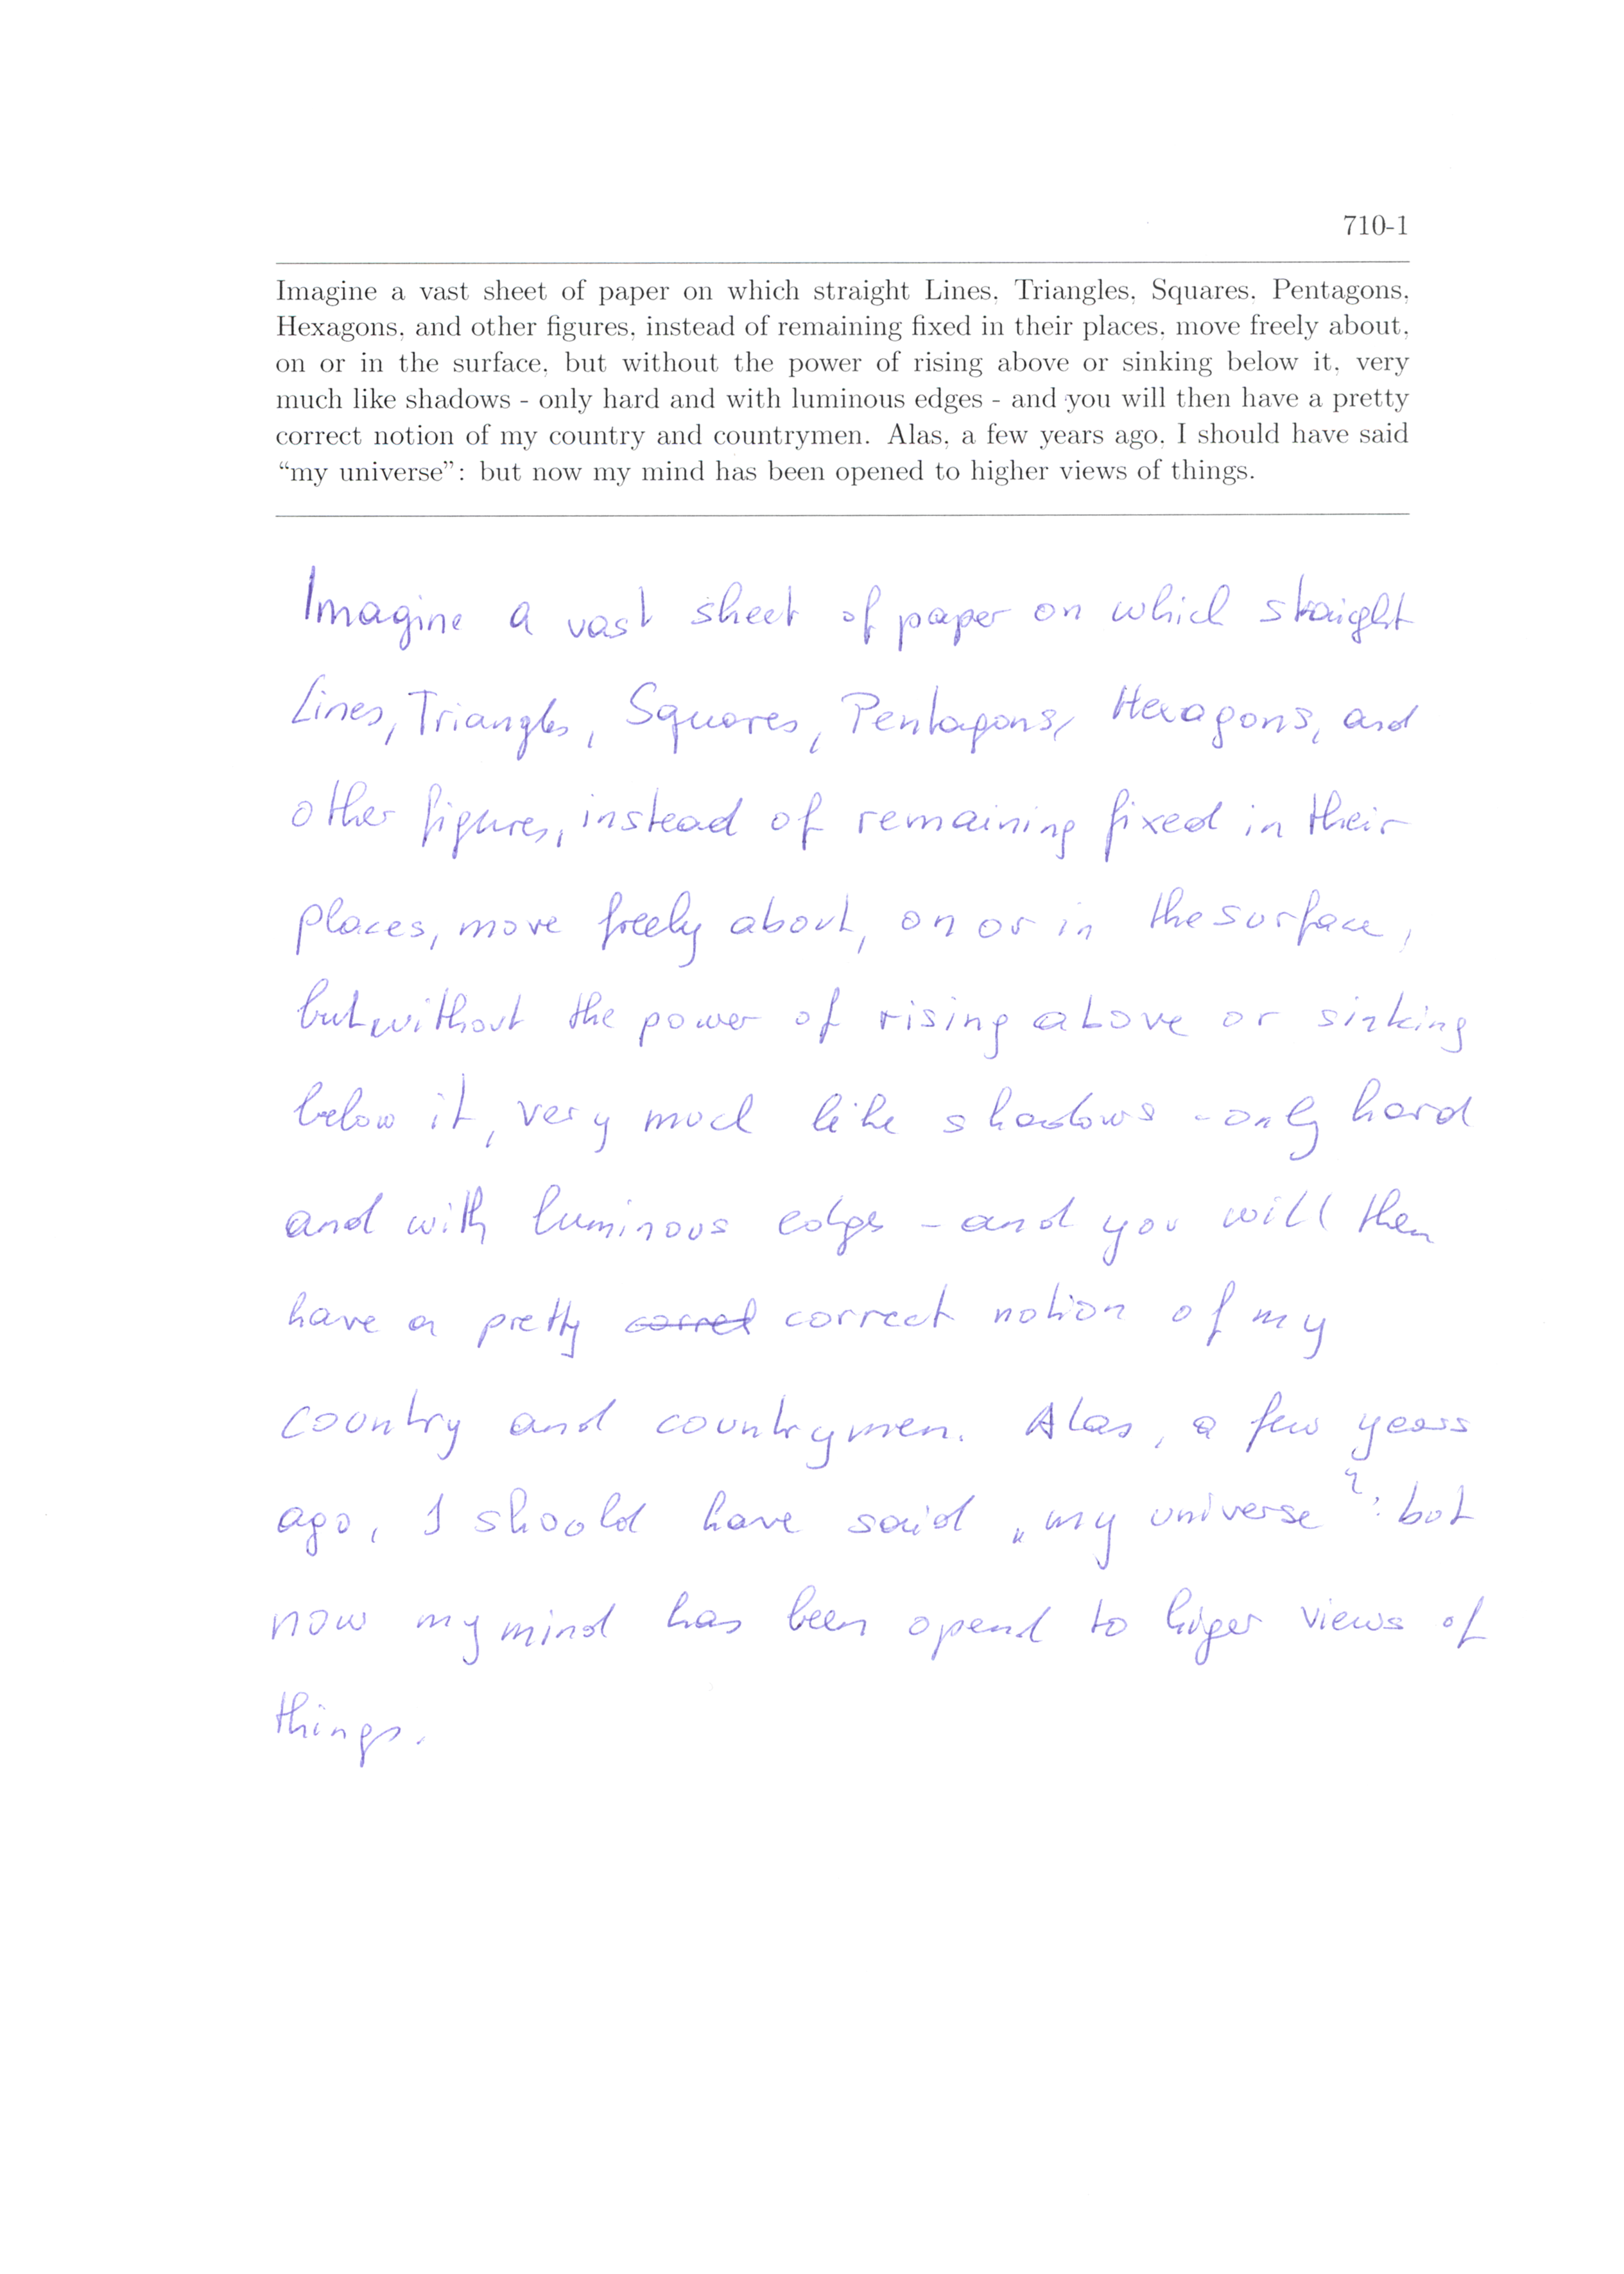 710-1
Imagine a vast sheet of paper on which straight Lines, Triangles, Squares, Pentagons,
Hexagons, and other figures, instead of remaining fixed in their places, move freely about,
on or in the surface, but without the power of rising above or sinking below it, very
much like shadows - only hard and with luminous edges - and you will then have a pretty
correct notion of my country and countrymen. Alas, a few years ago, I should have said
“my universe”: but now my mind has been opened to higher views of things.
Imagine a vast sheet of paper on which staight
Lines, Triangles, Squares, Pentagons, Hexagons, and
other figures, instead of remaining fixed in their
places, move freely about, on or in the surface,
but without the power of rising above or sinking
below it, very much like shadows - only hard
and with luminous edges - and you will then
have a pretty correct correct notion of my
country and countrymen. Alas, a few years
ago, I should have said „my universe”: but
now my mind has been opend to higer views of
things.